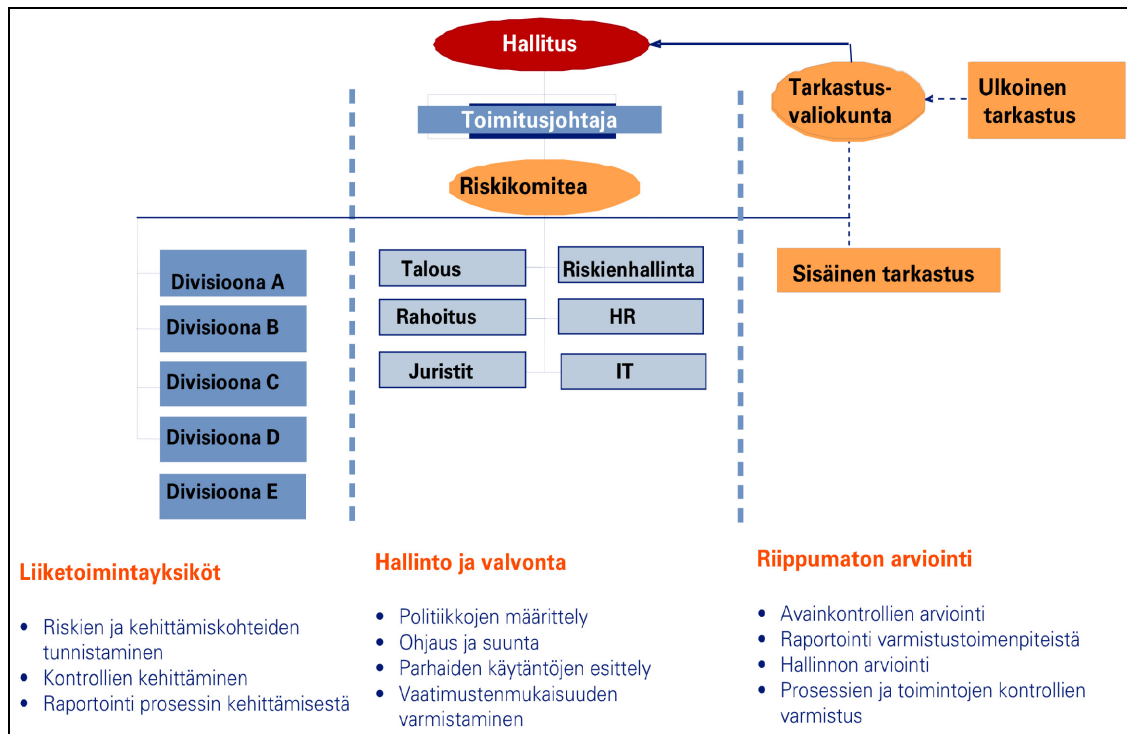 Hallitus
Tarkastus-
valiokunta
Ulkoinen
tarkastus
Toimitusjohtaja
Riskikomitea
Divisioona A
Divisioona B
Divisioona C
Divisioona D
Divisioona E
Talous
Riskienhallinta
Rahoitus
HR
Juristit
IT
Sisäinen tarkastus
Liiketoimintayksiköt
• Riskien ja kehittämiskohteiden
tunnistaminen
• Kontrollien kehittäminen
• Raportointi prosessin kehittämisestä
Hallinto ja valvonta
• Politiikkojen määrittely
• Ohjaus ja suunta
• Parhaiden käytäntöjen esittely
• Vaatimustenmukaisuuden
varmistaminen
Riippumaton arviointi
• Avainkontrollien arviointi
• Raportointi varmistustoimenpiteistä
• Hallinnon arviointi
• Prosessien ja toimintojen kontrollien
varmistus